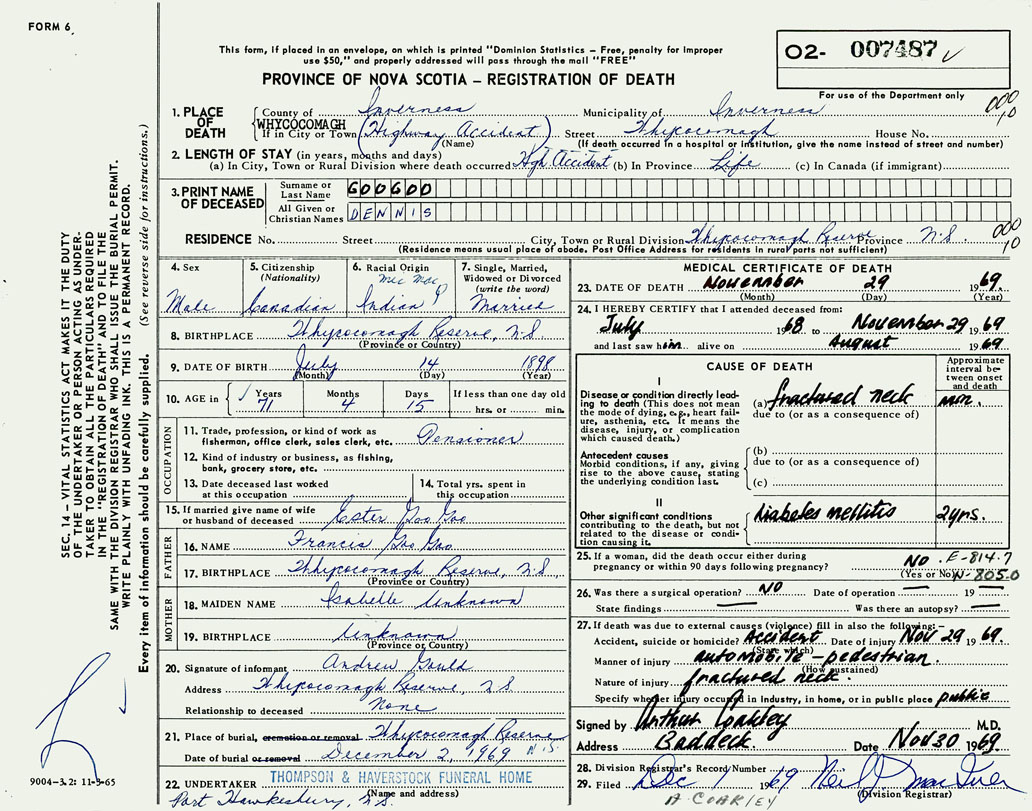 FORM 6
This form, if placed in an envelope, on which is printed "Dominion Statistics – Free, penalty for improper
use $50," and properly addressed will pass through the mail "FREE"
PROVINCE OF NOVA SCOTIA – REGISTRATION OF DEATH
O2- 007487
For use of the Department only
1. PLACE OF DEATH { County of Inverness Municipality of Inverness 000 10
WHYCOCOMAGH
If in City or Town (Highway Accident) Street Whycocomagh House No.
(Name) (If death occurred in a hospital or institution, give the name instead of street and number)
2. LENGTH OF STAY (in years, months and days)
(a) In City, Town or Rural Division where death occurred Hgh Accident (b) In Province Life (c) In Canada (if immigrant)
3. PRINT NAME OF DECEASED { Surname or Last Name GOOGOO
All Given or Christian Names DENNIS
RESIDENCE No. Street City, Town or Rural Division Whycocomagh Reserve Province N.S. 000 10
(Residence means usual place of abode. Post Office Address for residents in rural parts not sufficient)
SEC. 14 – VITAL STATISTICS ACT MAKES IT THE DUTY
OF THE UNDERTAKER OR PERSON ACTING AS UNDER-
TAKER TO OBTAIN ALL THE PARTICULARS REQUIRED
IN THE "REGISTRATION OF DEATH" AND TO FILE THE
SAME WITH THE DIVISION REGISTRAR WHO SHALL ISSUE THE BURIAL PERMIT.
WRITE PLAINLY WITH UNFADING INK. THIS IS A PERMANENT RECORD.
Every item of information should be carefully supplied. (See reverse side for instructions.)
4. Sex Male
5. Citizenship (Nationality) Canadian
6. Racial Origin Mic Mac Indian
7. Single, Married, Widowed or Divorced (write the word) Married
8. BIRTHPLACE Whycocomagh Reserve, N.S
(Province or Country)
9. DATE OF BIRTH July 14 1898
(Month) (Day) (Year)
10. AGE in { Years 71 Months 4 Days 15 If less than one day old
hrs. or min.
OCCUPATION
11. Trade, profession, or kind of work as
fisherman, office clerk, sales clerk, etc. Pensioner
12. Kind of industry or business, as fishing,
bank, grocery store, etc.
13. Date deceased last worked
at this occupation
14. Total yrs. spent in
this occupation
15. If married give name of wife
or husband of deceased Ester Goo Goo
FATHER
16. NAME Francis Goo Goo
17. BIRTHPLACE Whycocomagh Reserve, N.S.
(Province or Country)
MOTHER
18. MAIDEN NAME Isabelle Unknown
19. BIRTHPLACE Unknown
(Province or Country)
20. Signature of informant Andrew Gould
Address Whycocomagh Reserve, N.S.
Relationship to deceased None
21. Place of burial, cremation or removal Whycocomagh Reserve N.S.
Date of burial or removal December 2, 1969
22. UNDERTAKER THOMPSON & HAVERSTOCK FUNERAL HOME
(Name and address)
Port Hawkesbury, N.S.
9004-3.2: 11-3-65
MEDICAL CERTIFICATE OF DEATH
23. DATE OF DEATH November 29 1969.
(Month) (Day) (Year)
24. I HEREBY CERTIFY that I attended deceased from:
July 1968 to November 29 1969
and last saw him alive on August 1969
CAUSE OF DEATH
Approximate interval be-tween onset and death
I
Disease or condition directly lead-
ing to death (This does not mean
the mode of dying, e.g., heart fail-
ure, asthenia, etc. It means the
disease, injury, or complication
which caused death.)
(a) fractured neck min.
due to (or as a consequence of)
Antecedent causes
Morbid conditions, if any, giving
rise to the above cause, stating
the underlying condition last.
(b)
due to (or as a consequence of)
(c)
II
Other significant conditions
contributing to the death, but not
related to the disease or condi-
tion causing it.
diabetes mellitis 2yrs.
25. If a woman, did the death occur either during
pregnancy or within 90 days following pregnancy? NO E-814.7
(Yes or No) N-805.0
26. Was there a surgical operation? NO Date of operation 19
State findings Was there an autopsy?
27. If death was due to external causes (violence) fill in also the following:–
Accident, suicide or homicide? Accident Date of injury Nov 29 1969.
(State which)
Manner of injury automobile – pedestrian.
(How sustained)
Nature of injury fractured neck.
Specify whether injury occurred in Industry, in home, or in public place public
Signed by Arthur Coakley M.D.
Address Baddeck. Date Nov 30 1969.
28. Division Registrar's Record Number
29. Filed Dec 1 1969 Neil J MacIver
(Division Registrar)
A COAKLEY